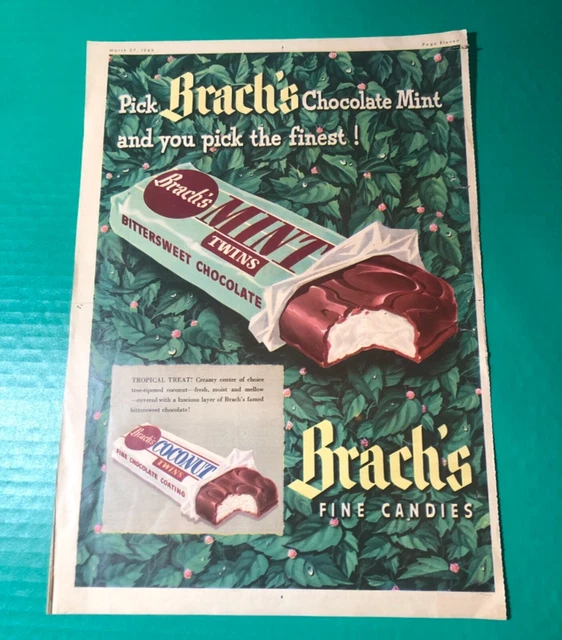 Page Eleven
Pick Brach's Chocolate Mint
and you pick the finest!
Brach's
MINT
TWINS
BITTERSWEET CHOCOLATE
TROPICAL TREAT! Creamy center of choice
tree-ripened coconut—fresh, moist and mellow
—covered with a luscious layer of Brach's famed
bittersweet chocolate!
Brach's
COCONUT
TWINS
FINE CHOCOLATE COATING
Brach's
FINE CANDIES